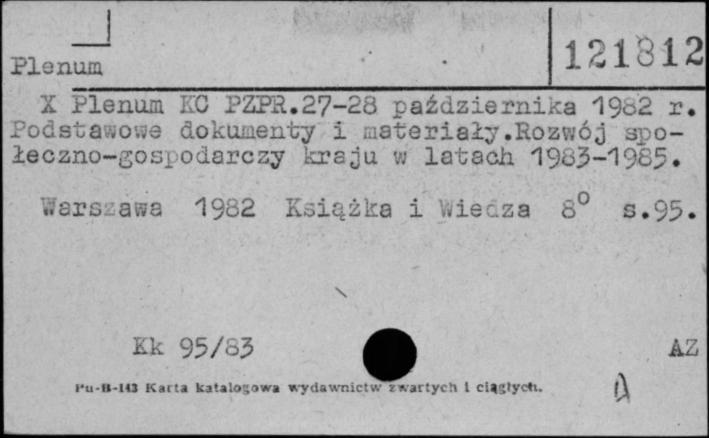 121812
Plenum
X Plenum KC PZPR.27-28 października 1982 r.
Podstawowe dokumenty i materiały.Rozwój spo-
łeczno-gospodarczy kraju w latach 1983-1985.
Warszawa 1982 Książka i Wiedza 8° s.95.
Kk 95/83
AZ
Pu-B-143 Karta katalogowa wydawnictw zwartych i ciągłych.